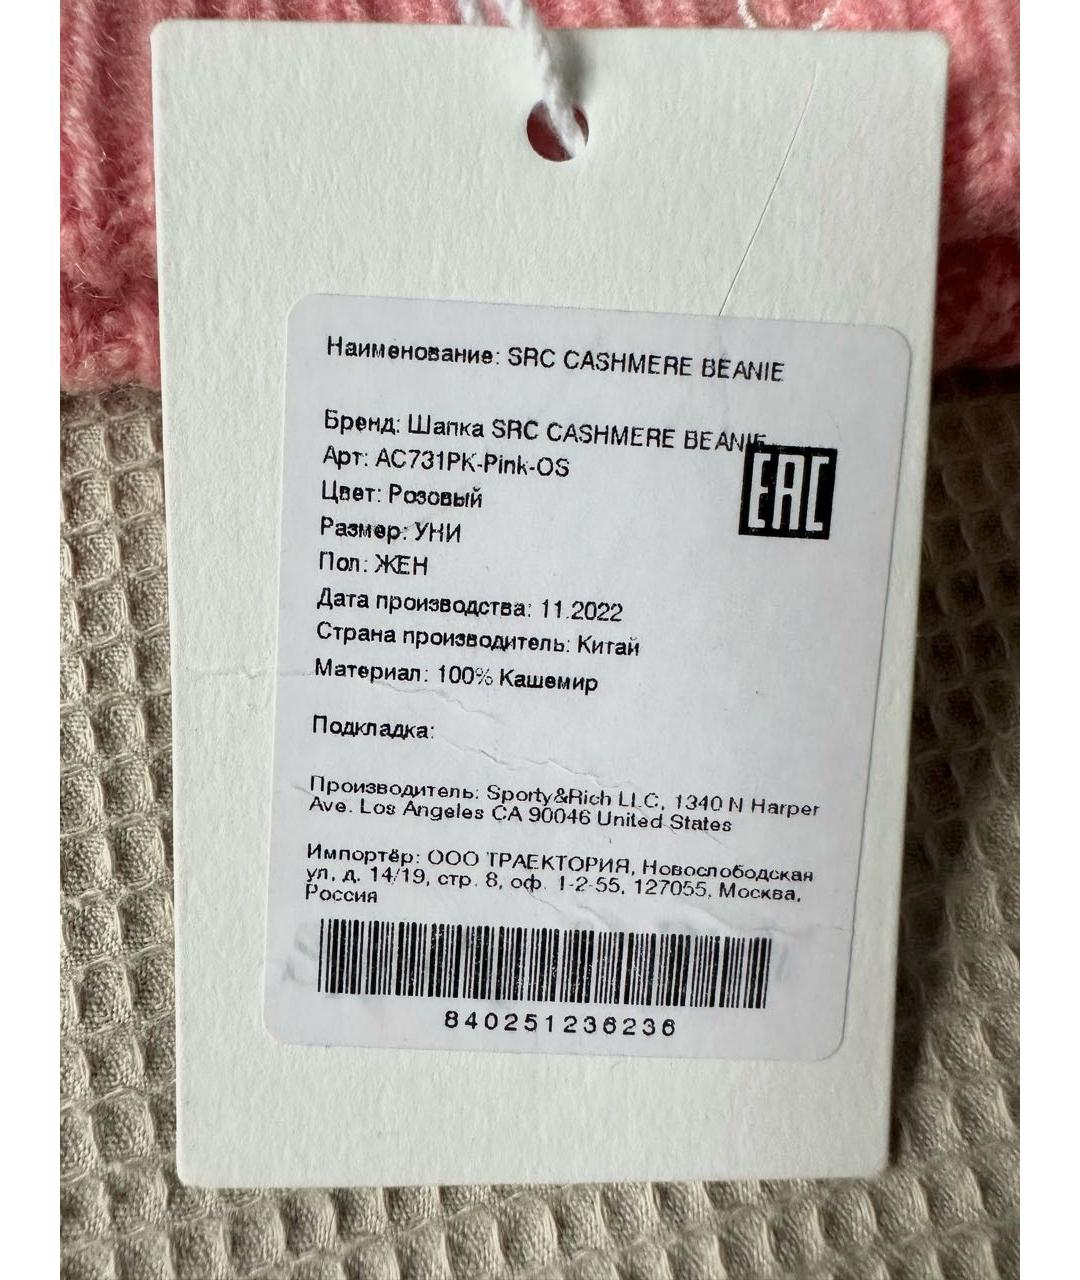 Наименование: SRC CASHMERE BEANIE
Бренд: Шапка SRC CASHMERE BEANIE
Арт: AC731PK-Pink-OS
EAC
Цвет: Розовый
Размер: УНИ
Пол: ЖЕН
Дата производства: 11.2022
Страна производитель: Китай
Материал: 100% Кашемир
Подкладка:
Производитель: Sporty&Rich LLC, 1340 N Harper
Ave. Los Angeles CA 90046 United States
Импортёр: ООО ТРАЕКТОРИЯ, Новослободская
ул, д. 14/19, стр. 8, оф. 1-2-55, 127055, Москва,
Россия
840251236236